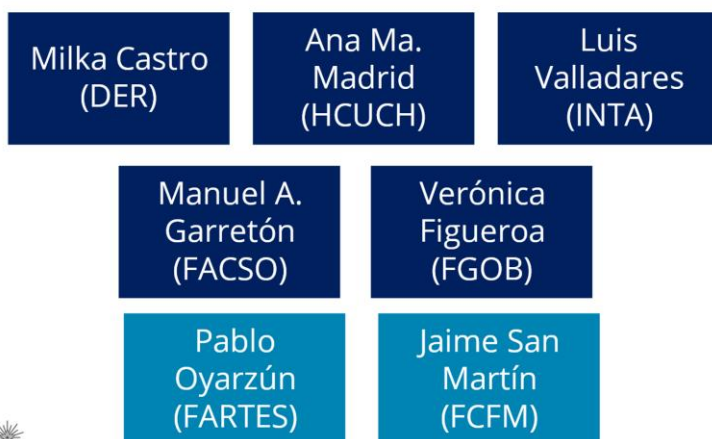 Milka Castro
(DER)
Ana Ma.
Madrid
(HCUCH)
Luis
Valladares
(INTA)
Manuel A.
Garretón
(FACSO)
Verónica
Figueroa
(FGOB)
Pablo
Oyarzún
(FARTES)
Jaime San
Martín
(FCFM)